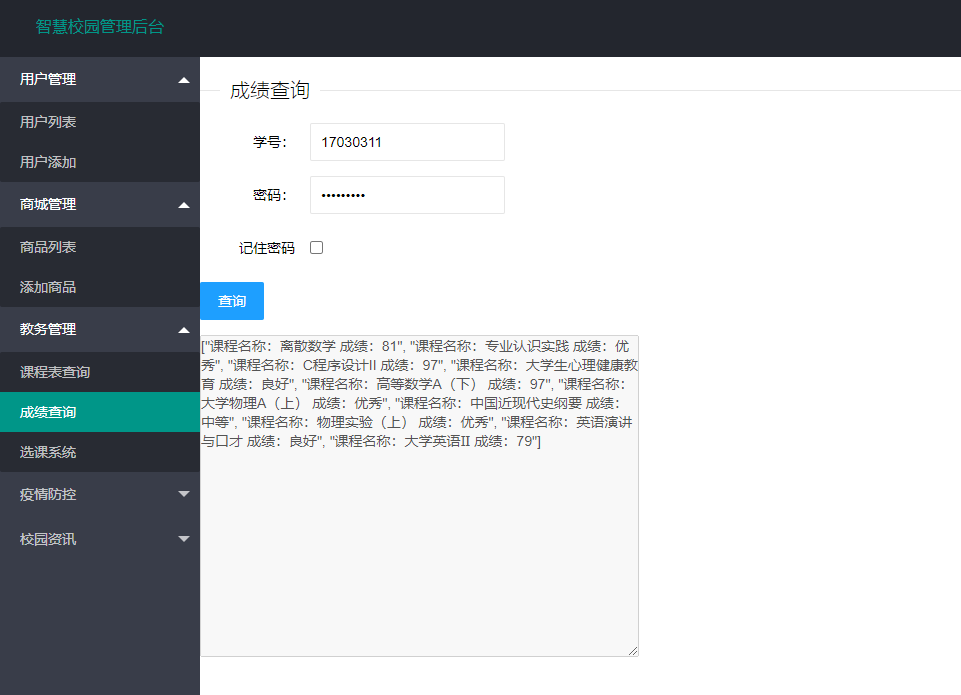 智慧校园管理后台
用户管理
用户列表
用户添加
商城管理
商品列表
添加商品
教务管理
课程表查询
成绩查询
选课系统
疫情防控
校园资讯
成绩查询
学号： 17030311
密码： •••••••••
记住密码
查询
["课程名称：离散数学 成绩：81", "课程名称：专业认识实践 成绩：优
秀", "课程名称：C程序设计II 成绩：97", "课程名称：大学生心理健康教
育 成绩：良好", "课程名称：高等数学A（下） 成绩：97", "课程名称：
大学物理A（上） 成绩：优秀", "课程名称：中国近现代史纲要 成绩：
中等", "课程名称：物理实验（上） 成绩：优秀", "课程名称：英语演讲
与口才 成绩：良好", "课程名称：大学英语II 成绩：79"]